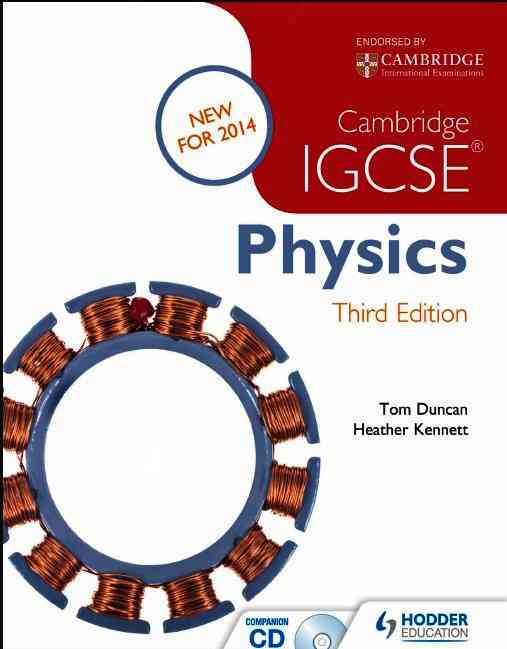 ENDORSED BY
CAMBRIDGE
International Examinations
NEW
FOR 2014
Cambridge
IGCSE®
Physics
Third Edition
Tom Duncan
Heather Kennett
COMPANION
CD
HODDER
EDUCATION